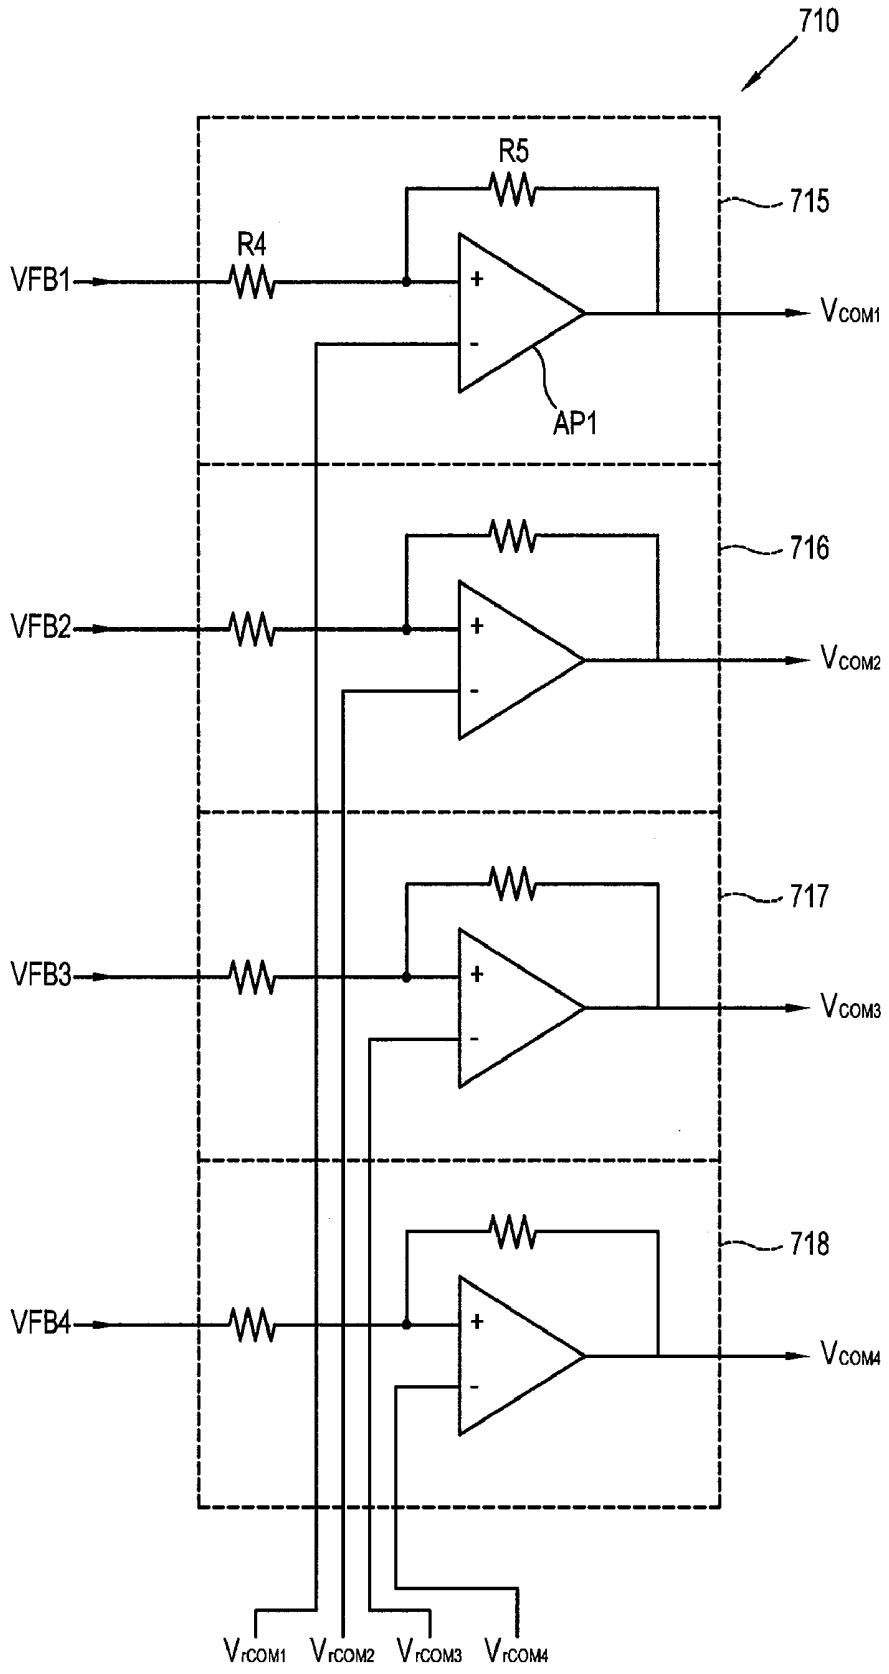 710
R5
715
R4
VFB1
+
VCOM1
-
AP1
716
VFB2
+
VCOM2
-
717
VFB3
+
VCOM3
-
718
VFB4
+
VCOM4
-
VrCOM1 VrCOM2 VrCOM3 VrCOM4